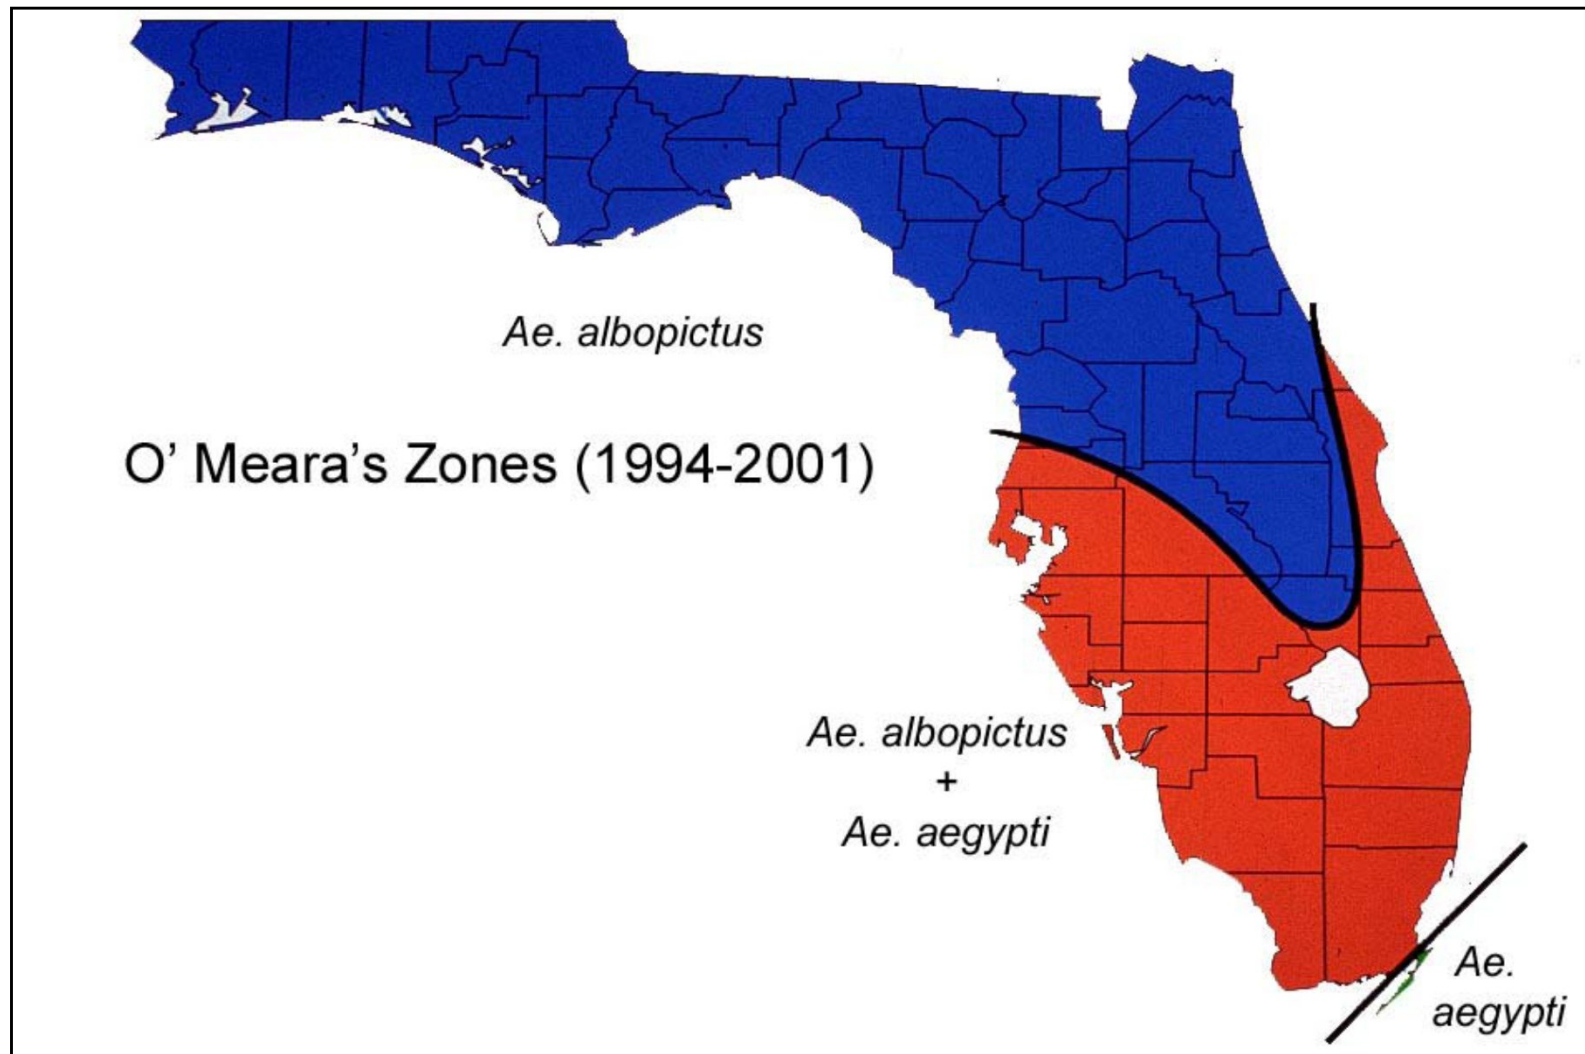 Ae. albopictus
O' Meara's Zones (1994-2001)
Ae. albopictus
+
Ae. aegypti
Ae.
aegypti